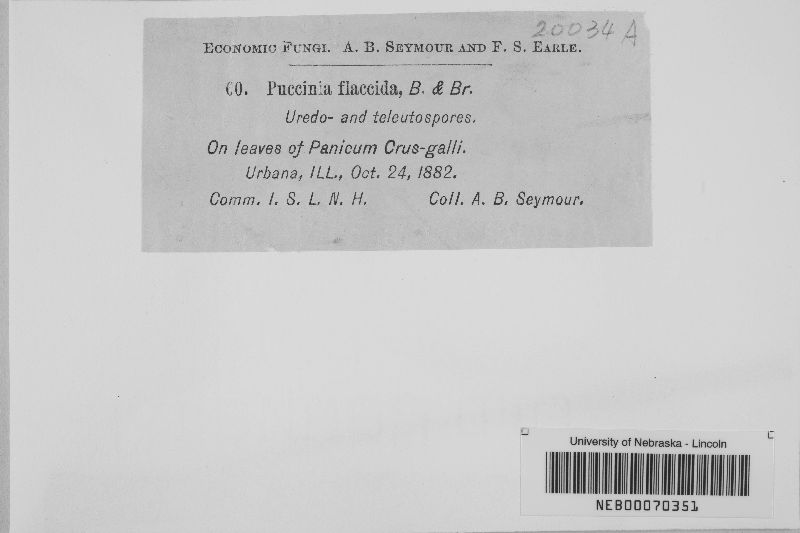 20034 A
ECONOMIC FUNGI. A. B. SEYMOUR AND F. S. EARLE.
60. Puccinia flaccida, B. & Br.
Uredo- and teleutospores.
On leaves of Panicum Crus-galli.
Urbana, ILL., Oct. 24, 1882.
Comm. I. S. L. N. H. Coll. A. B. Seymour.
University of Nebraska - Lincoln
NEB00070351